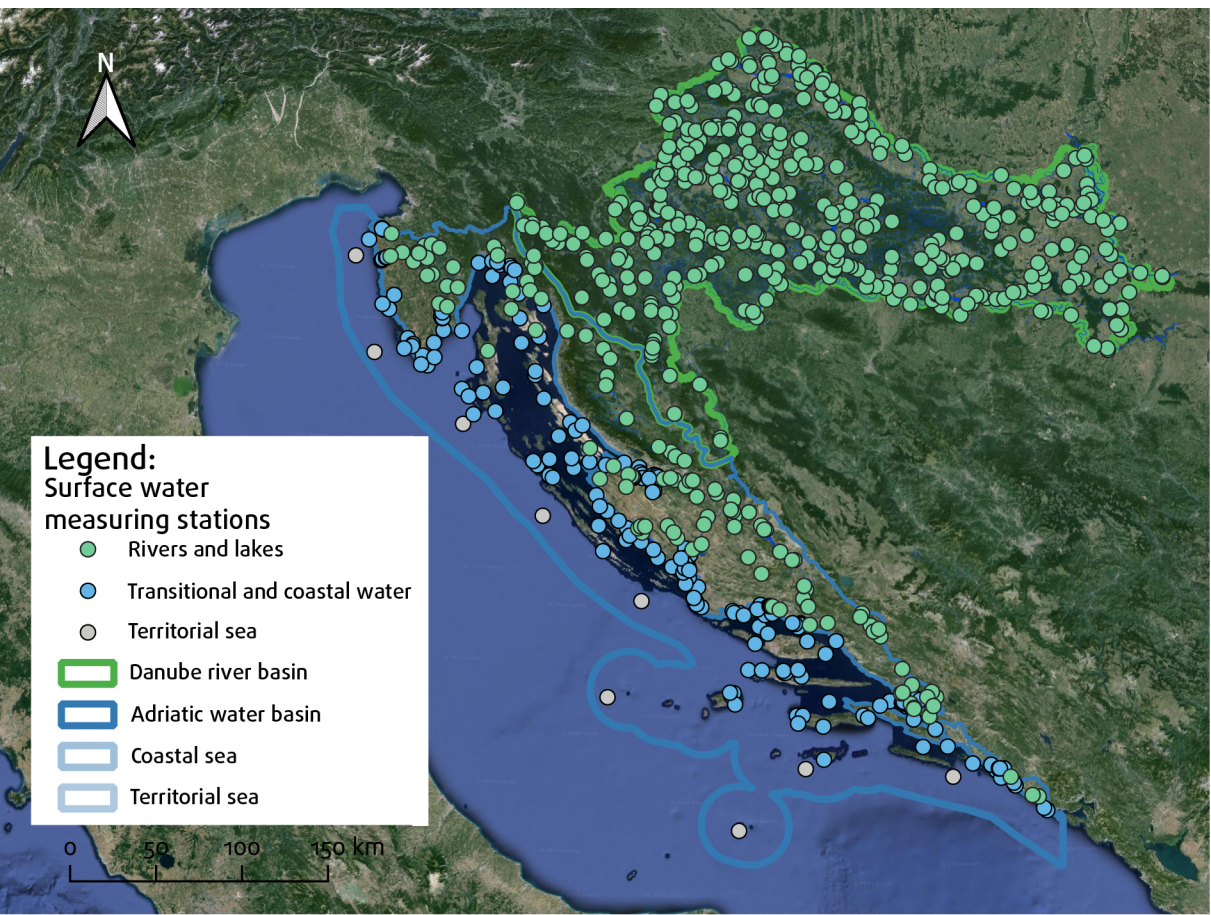 N
Legend:
Surface water
measuring stations
Rivers and lakes
Transitional and coastal water
Territorial sea
Danube river basin
Adriatic water basin
Coastal sea
Territorial sea
0 50 100 150 km